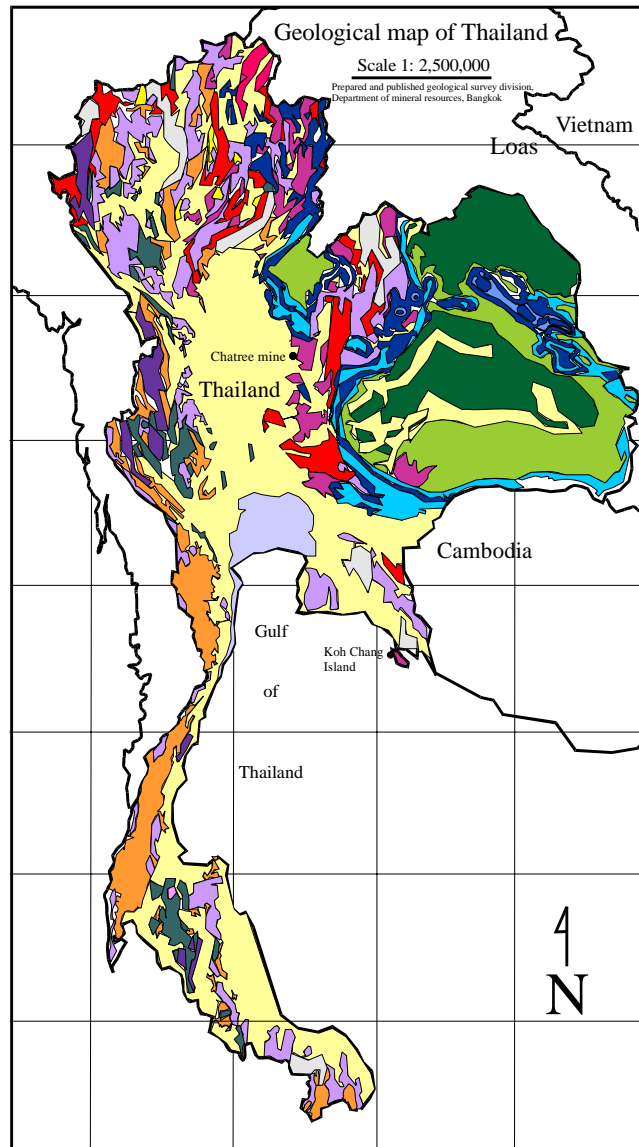 Geological map of Thailand
Scale 1: 2,500,000
Prepared and published geological survey division,
Department of mineral resources, Bangkok
Vietnam
Loas
Chatree mine
Thailand
Cambodia
Gulf
Koh Chang
Island
of
Thailand
N